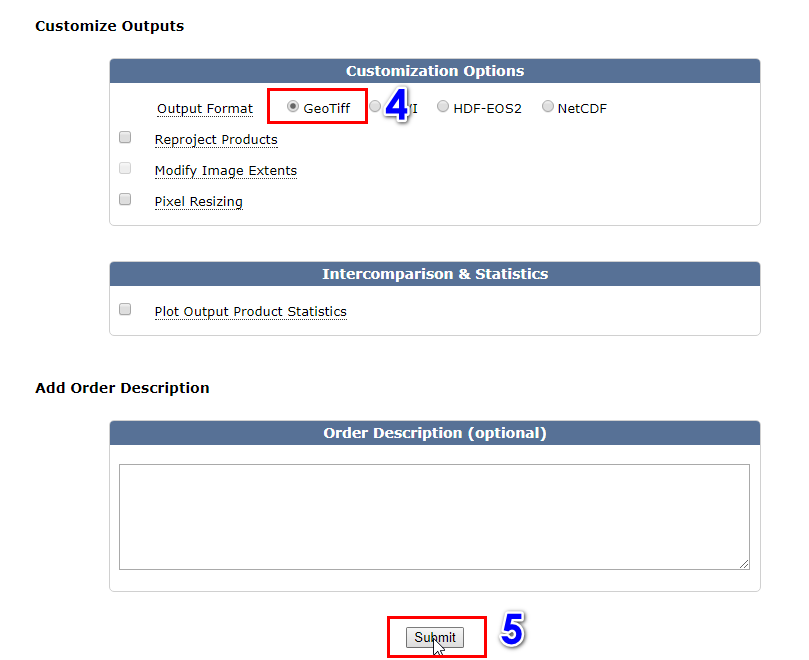 Customize Outputs
Customization Options
Output Format GeoTiff 4 HDF-EOS2 NetCDF
Reproject Products
Modify Image Extents
Pixel Resizing
Intercomparison & Statistics
Plot Output Product Statistics
Add Order Description
Order Description (optional)
Submit 5